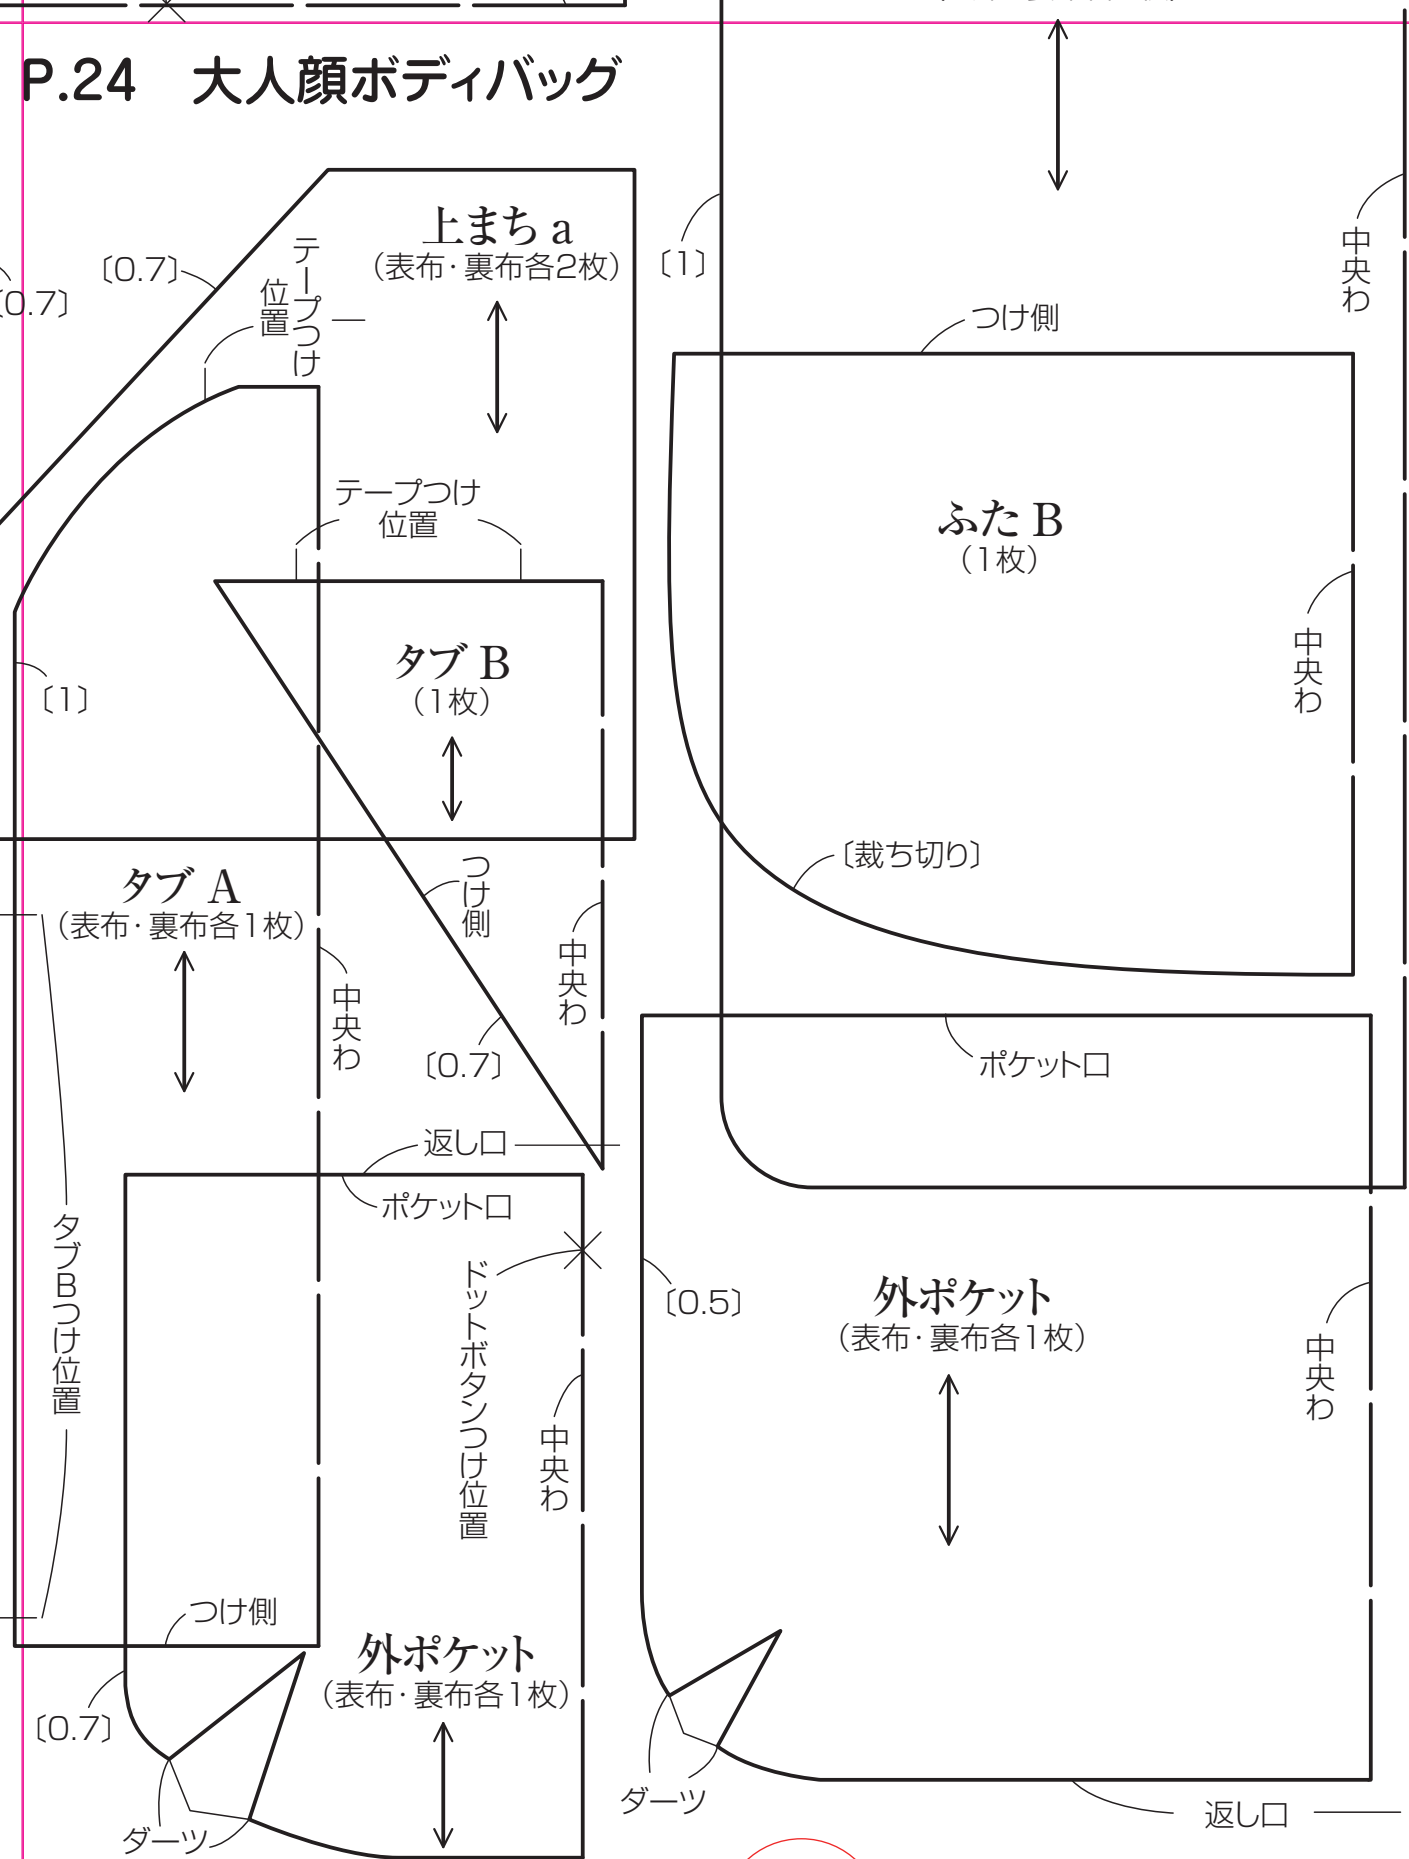 P.24　大人顔ボディバッグ
上まち a
（表布・裏布各2枚）
〔0.7〕
〔0.7〕
テープつけ
位置
〔1〕
中央わ
つけ側
テープつけ
位置
ふた B
（1枚）
中央わ
タブ B
（1枚）
〔1〕
〔裁ち切り〕
つけ側
タブ A
（表布・裏布各1枚）
中央わ
中央わ
〔0.7〕
ポケット口
返し口
ポケット口
タブBつけ位置
ドットボタンつけ位置
〔0.5〕
外ポケット
（表布・裏布各1枚）
中央わ
中央わ
つけ側
外ポケット
（表布・裏布各1枚）
〔0.7〕
ダーツ
ダーツ
返し口